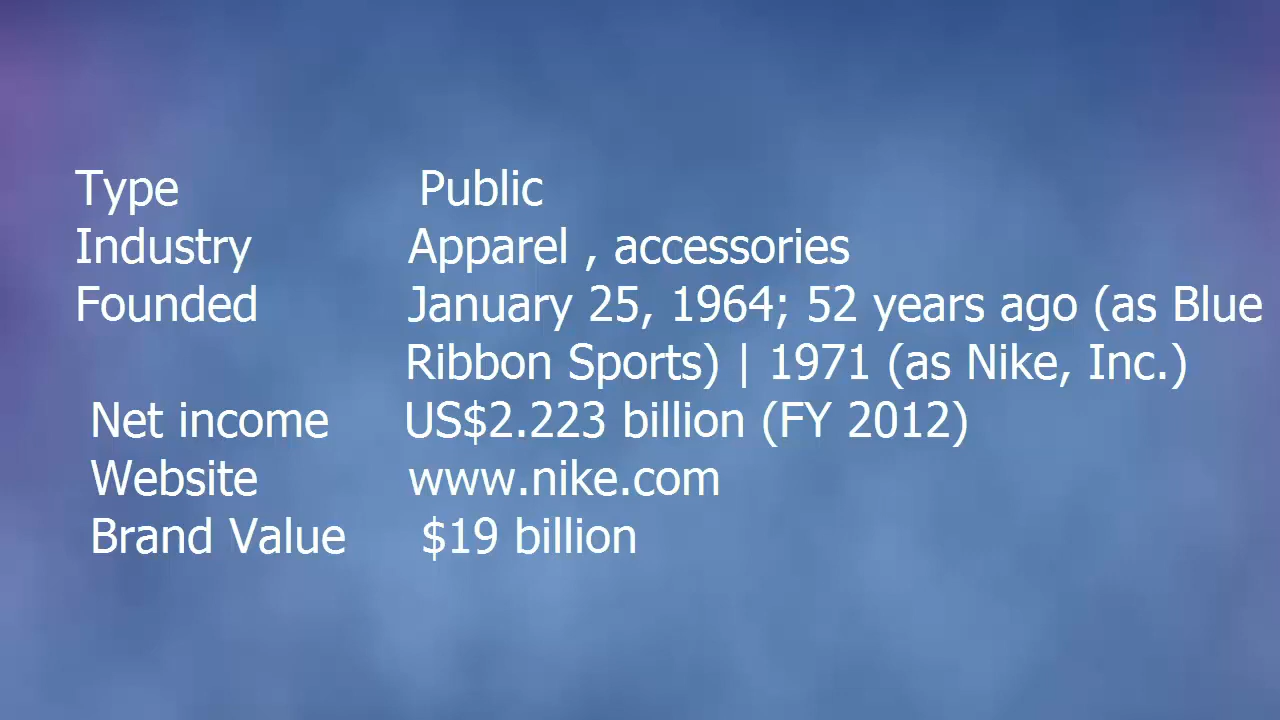 Type Public
Industry Apparel , accessories
Founded January 25, 1964; 52 years ago (as Blue
Ribbon Sports) | 1971 (as Nike, Inc.)
Net income US$2.223 billion (FY 2012)
Website www.nike.com
Brand Value $19 billion